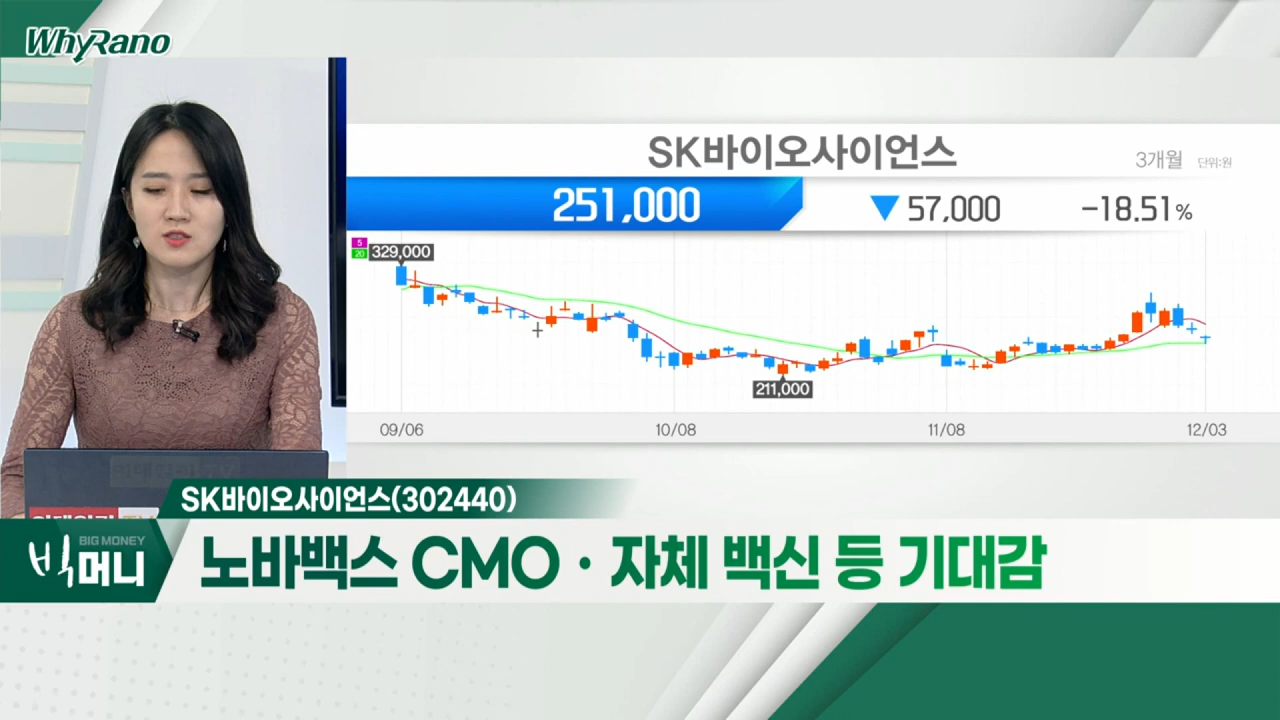 WhyRano
SK바이오사이언스
3개월 단위:원
251,000 ▼57,000 -18.51%
5
20
329,000
211,000
09/06 10/08 11/08 12/03
SK바이오사이언스(302440)
BIG MONEY
빅머니
노바백스 CMO · 자체 백신 등 기대감